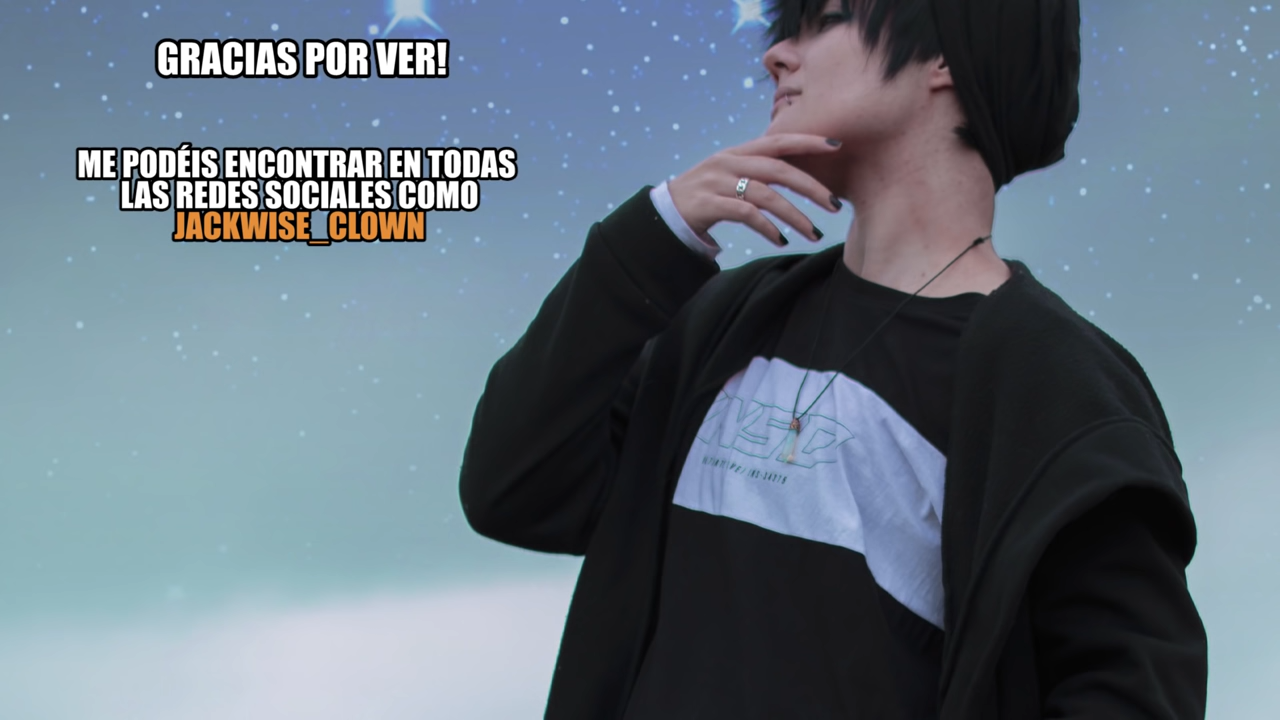 GRACIAS POR VER!
ME PODÉIS ENCONTRAR EN TODAS
LAS REDES SOCIALES COMO
JACKWISE_CLOWN